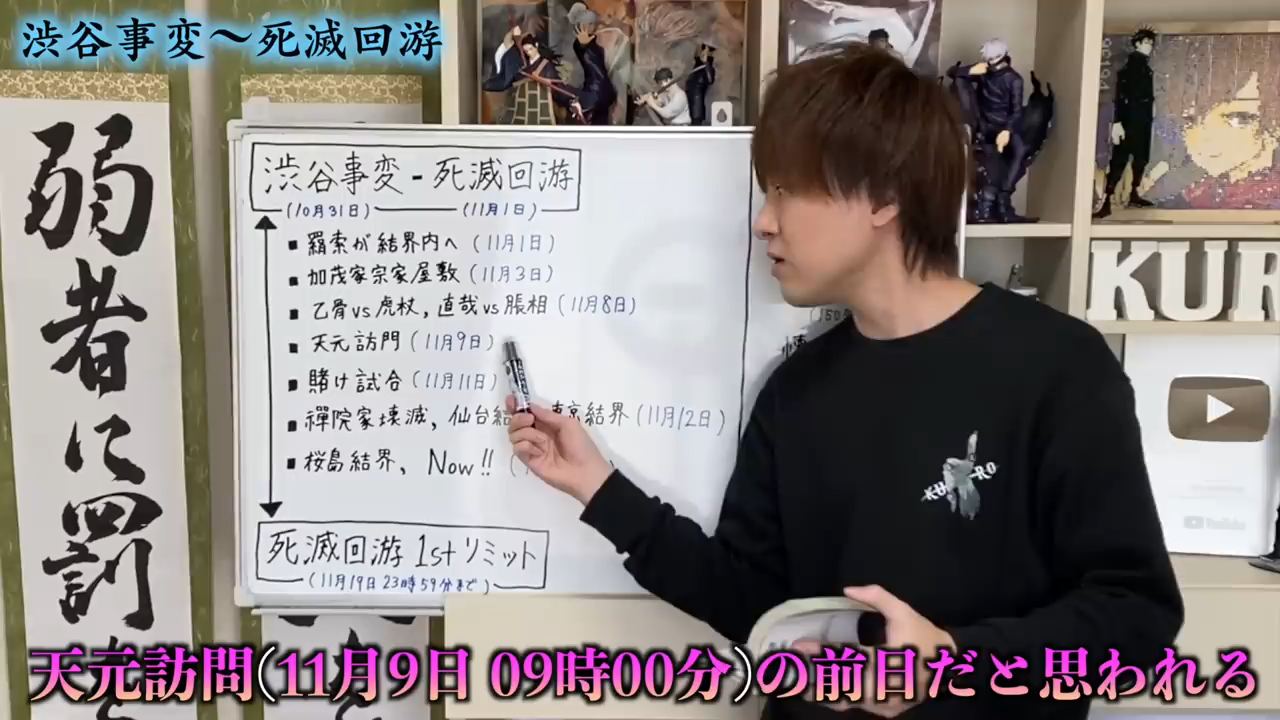 渋谷事変〜死滅回游
弱者に罰
渋谷事変-死滅回游
(10月31日) (11月1日)
羂索が結界内へ(11月1日)
加茂家宗家屋敷(11月3日)
乙骨vs虎杖,直哉vs脹相(11月8日)
天元訪問(11月9日)
賭け試合(11月11日)
禪院家壊滅,仙台結 東京結界(11月12日)
桜島結界, Now!!(
死滅回游 1stリミット
(11月19日23時59分まで)
KUR
KU RO
YouTube
天元訪問(11月9日 09時00分)の前日だと思われる